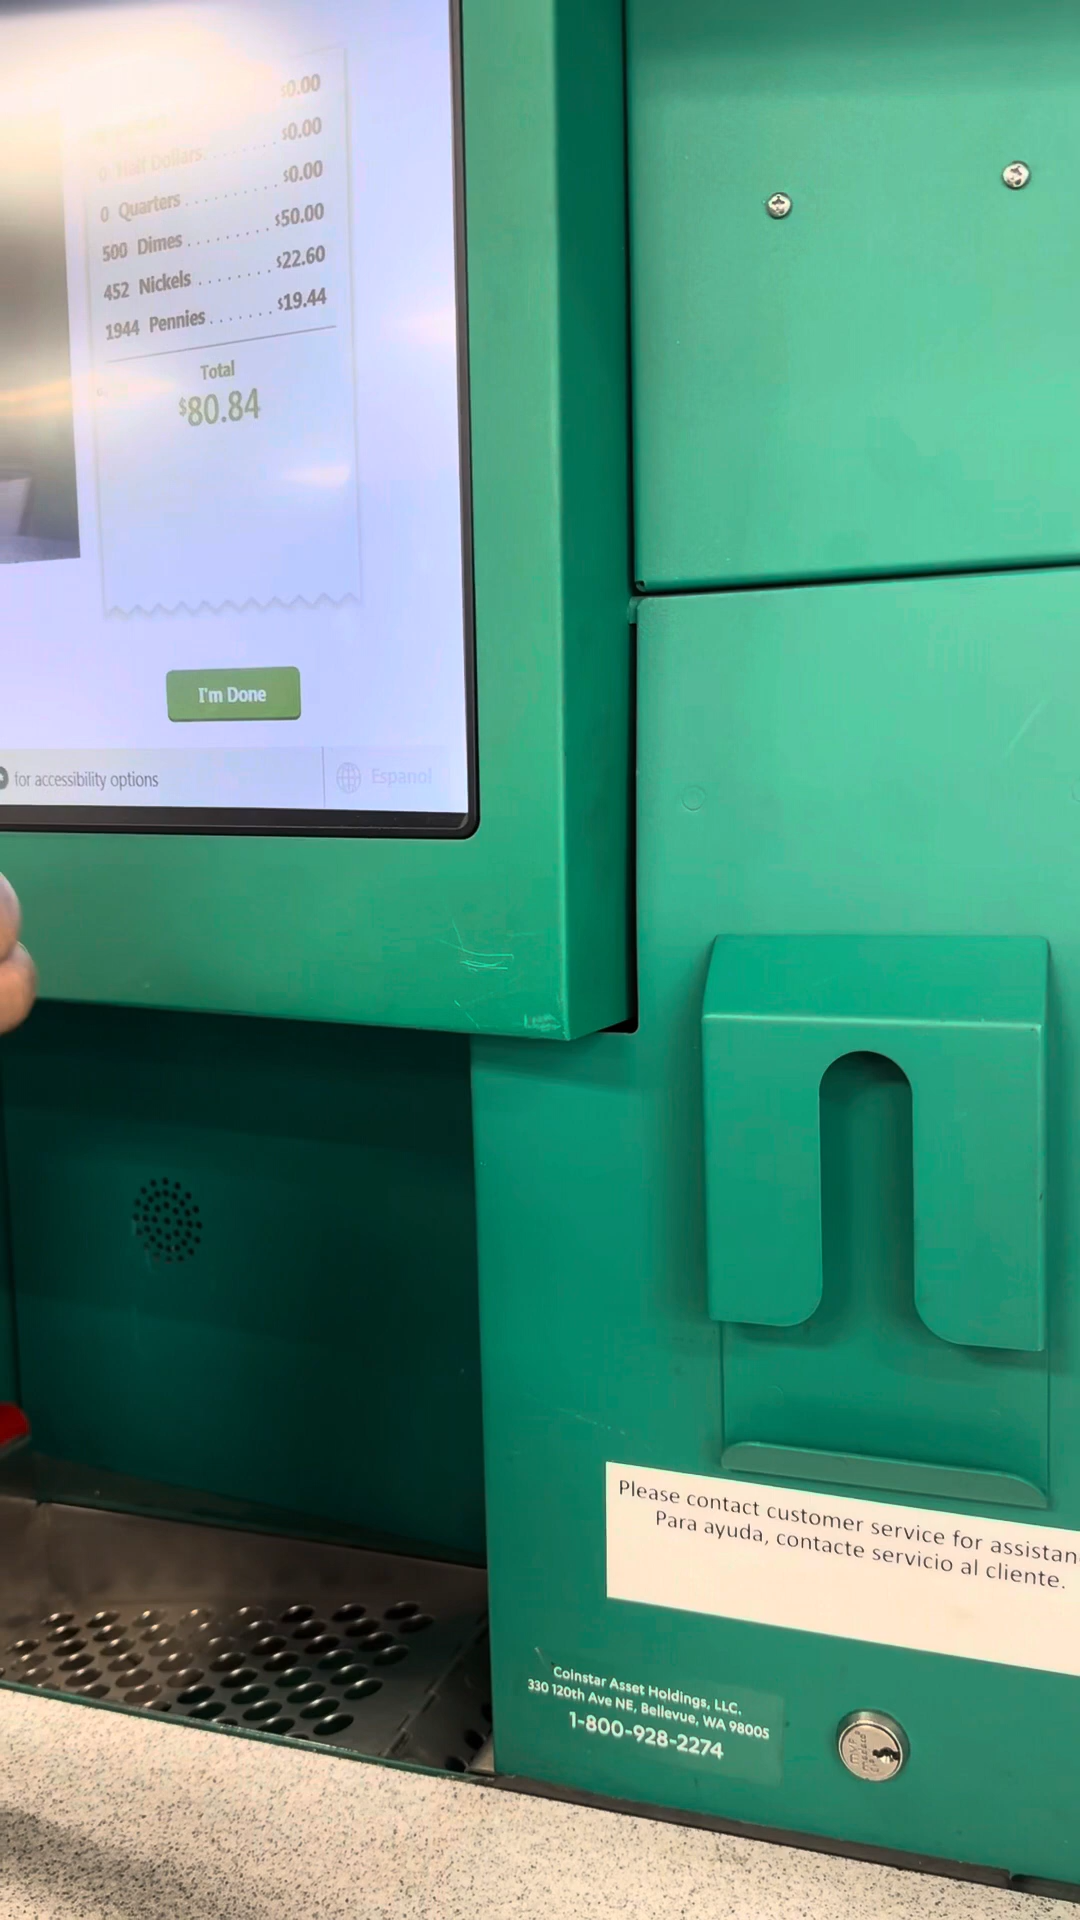 $0.00
0 Half Dollars........ $0.00
0 Quarters.......... $0.00
500 Dimes......... $50.00
452 Nickels........ $22.60
1944 Pennies....... $19.44
Total
$80.84
I'm Done
for accessibility options
Espanol
Please contact customer service for
Para ayuda, contacte servicio al cliente.
Coinstar Asset Holdings, LLC.
330 120th Ave NE, Bellevue, WA 98005
1-800-928-2274